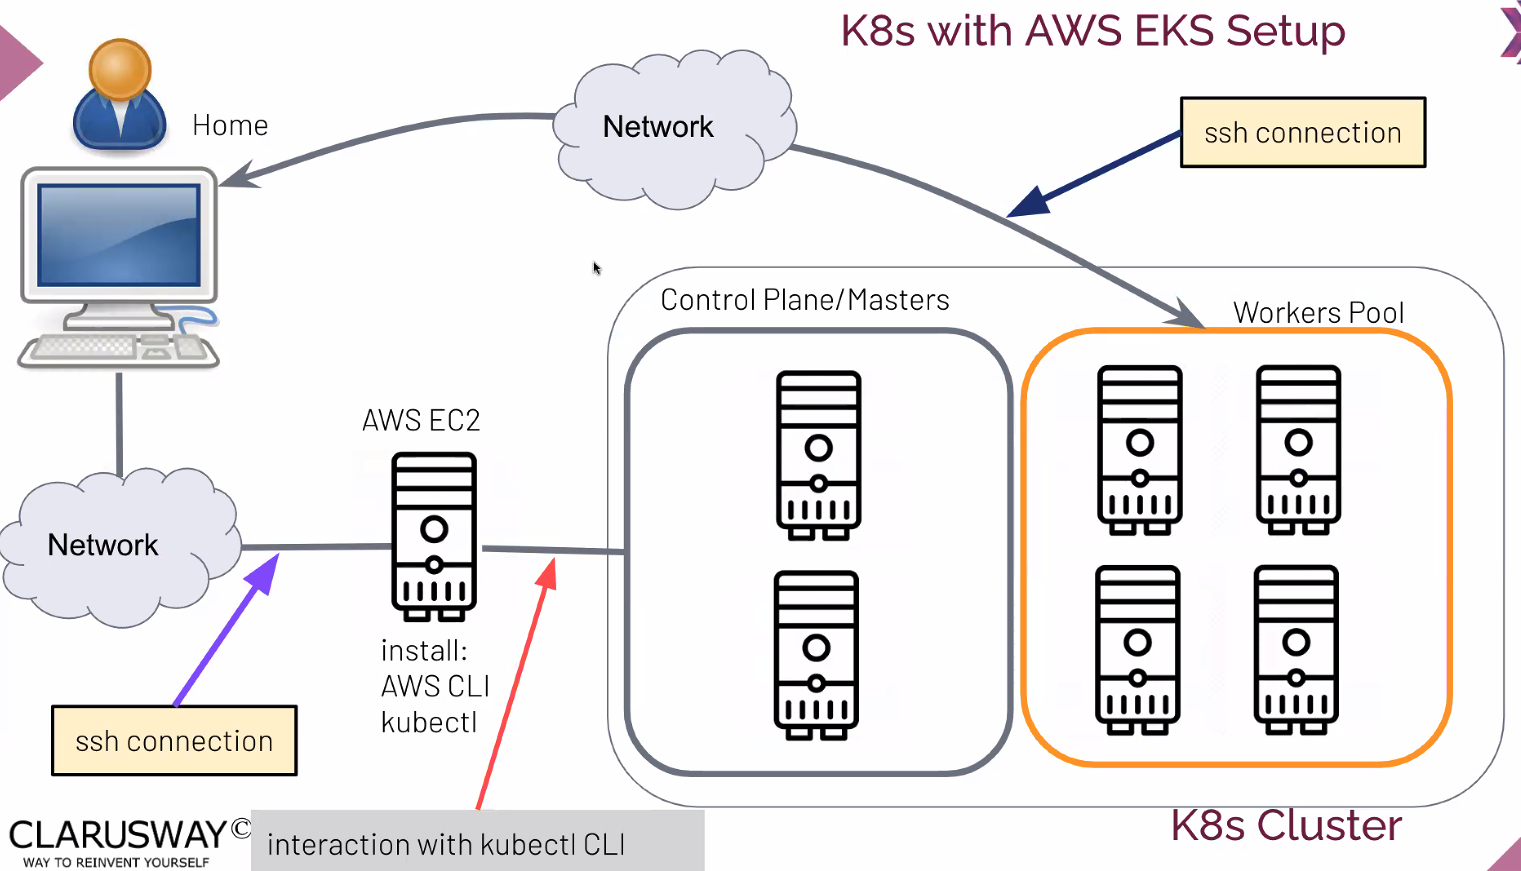 K8s with AWS EKS Setup
Home
Network
ssh connection
Control Plane/Masters
Workers Pool
AWS EC2
Network
install:
AWS CLI
kubectl
ssh connection
CLARUSWAY©
WAY TO REINVENT YOURSELF
interaction with kubectl CLI
K8s Cluster